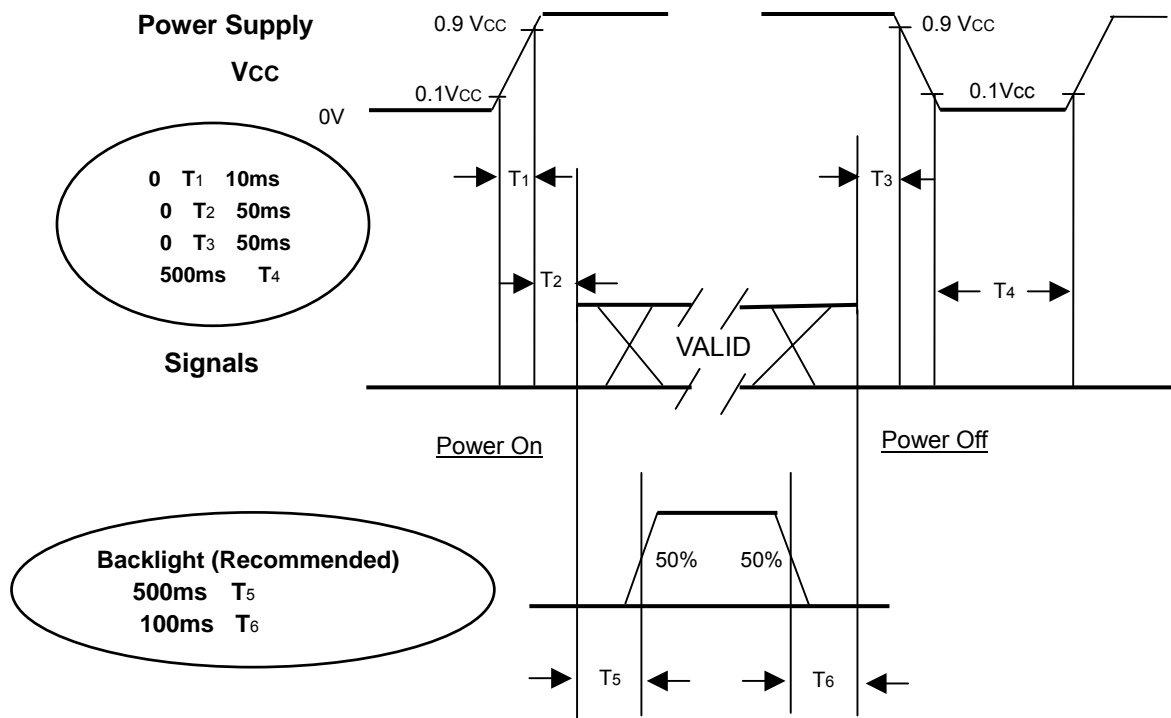 Power Supply
VCC
0.9 VCC
0.1VCC
0V
0.9 VCC
0.1Vcc
0 T1 10ms
0 T2 50ms
0 T3 50ms
500ms T4
T1
T2
T3
T4
Signals
VALID
Power On
Power Off
Backlight (Recommended)
500ms T5
100ms T6
50%
50%
T5
T6